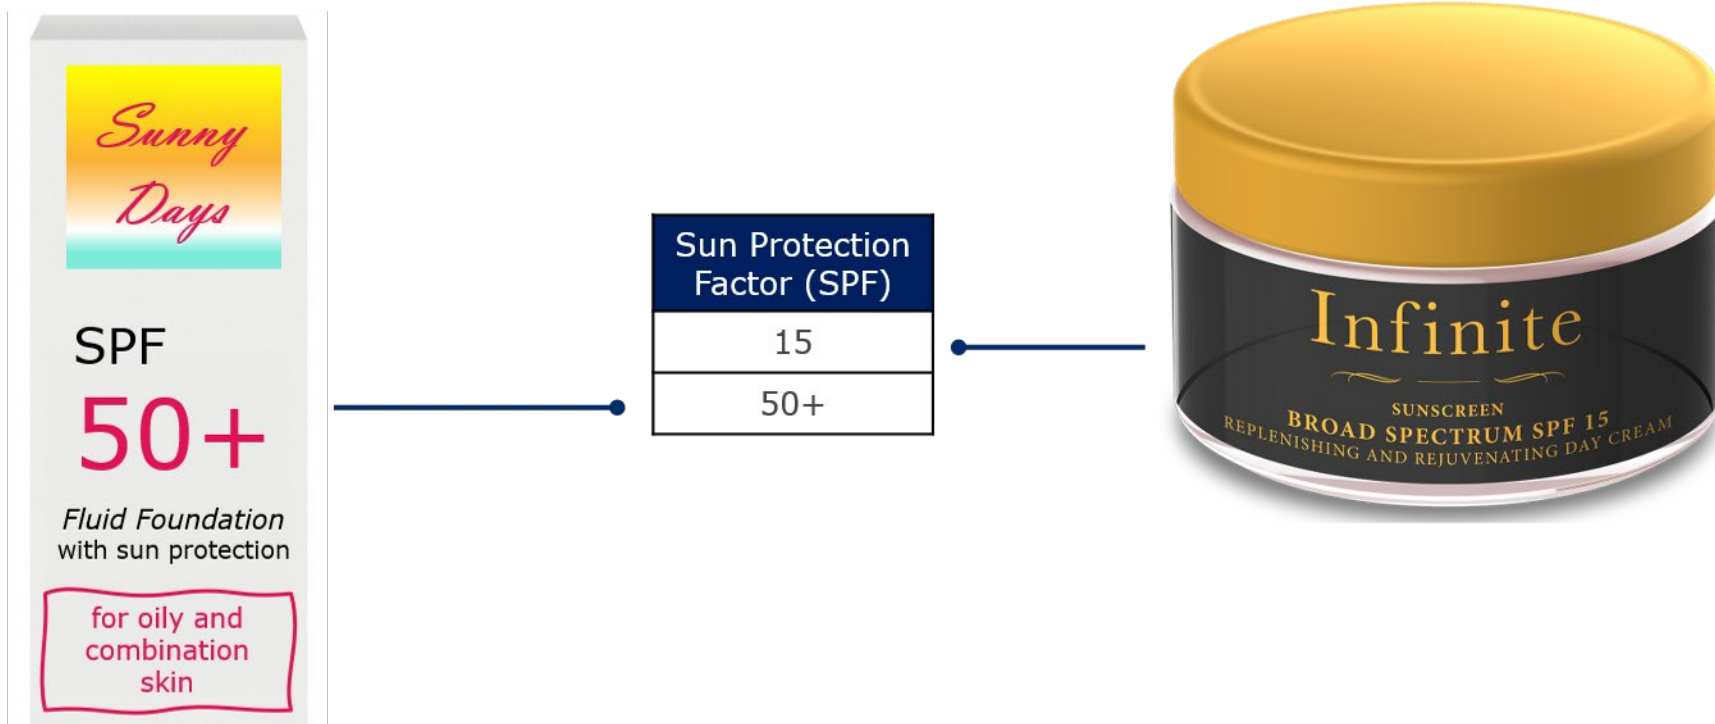 Sunny
Days
SPF
50+
Fluid Foundation
with sun protection
for oily and
combination
skin
Sun Protection
Factor (SPF)
15
50+
Infinite
SUNSCREEN
BROAD SPECTRUM SPF 15
REPLENISHING AND REJUVENATING DAY CREAM